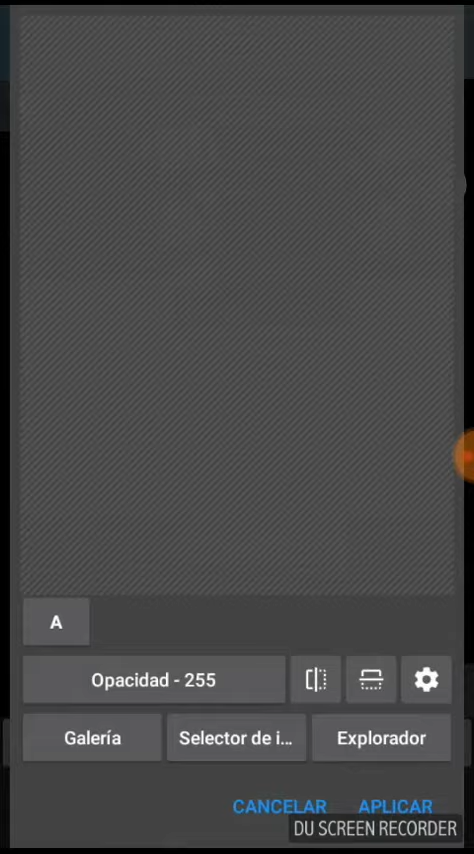 A
Opacidad - 255
Galería
Selector de i...
Explorador
CANCELAR
APLICAR
DU SCREEN RECORDER